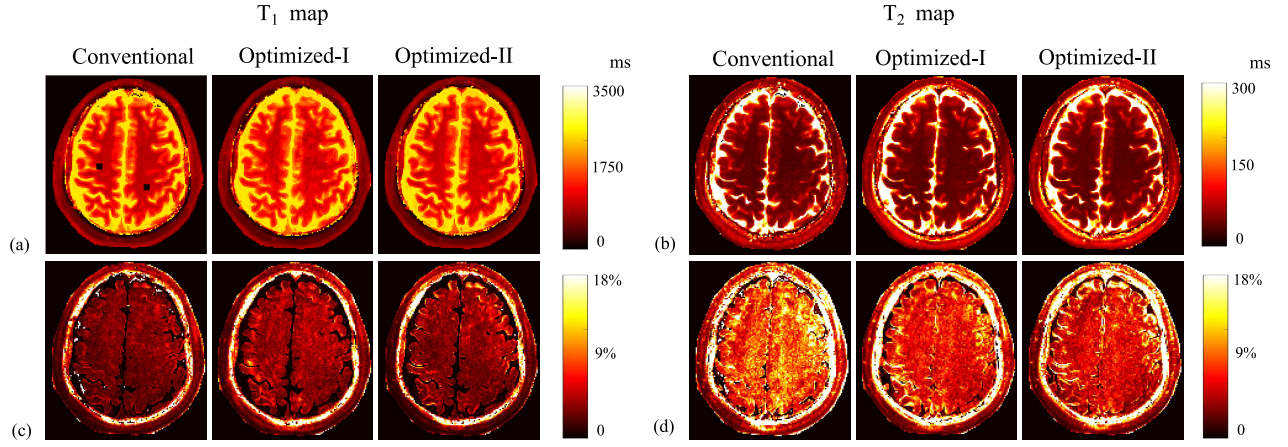 T1 map
T2 map
Conventional Optimized-I Optimized-II ms
Conventional Optimized-I Optimized-II ms
3500
1750
0
(a)
300
150
0
(b)
18%
9%
0
(c)
18%
9%
0
(d)